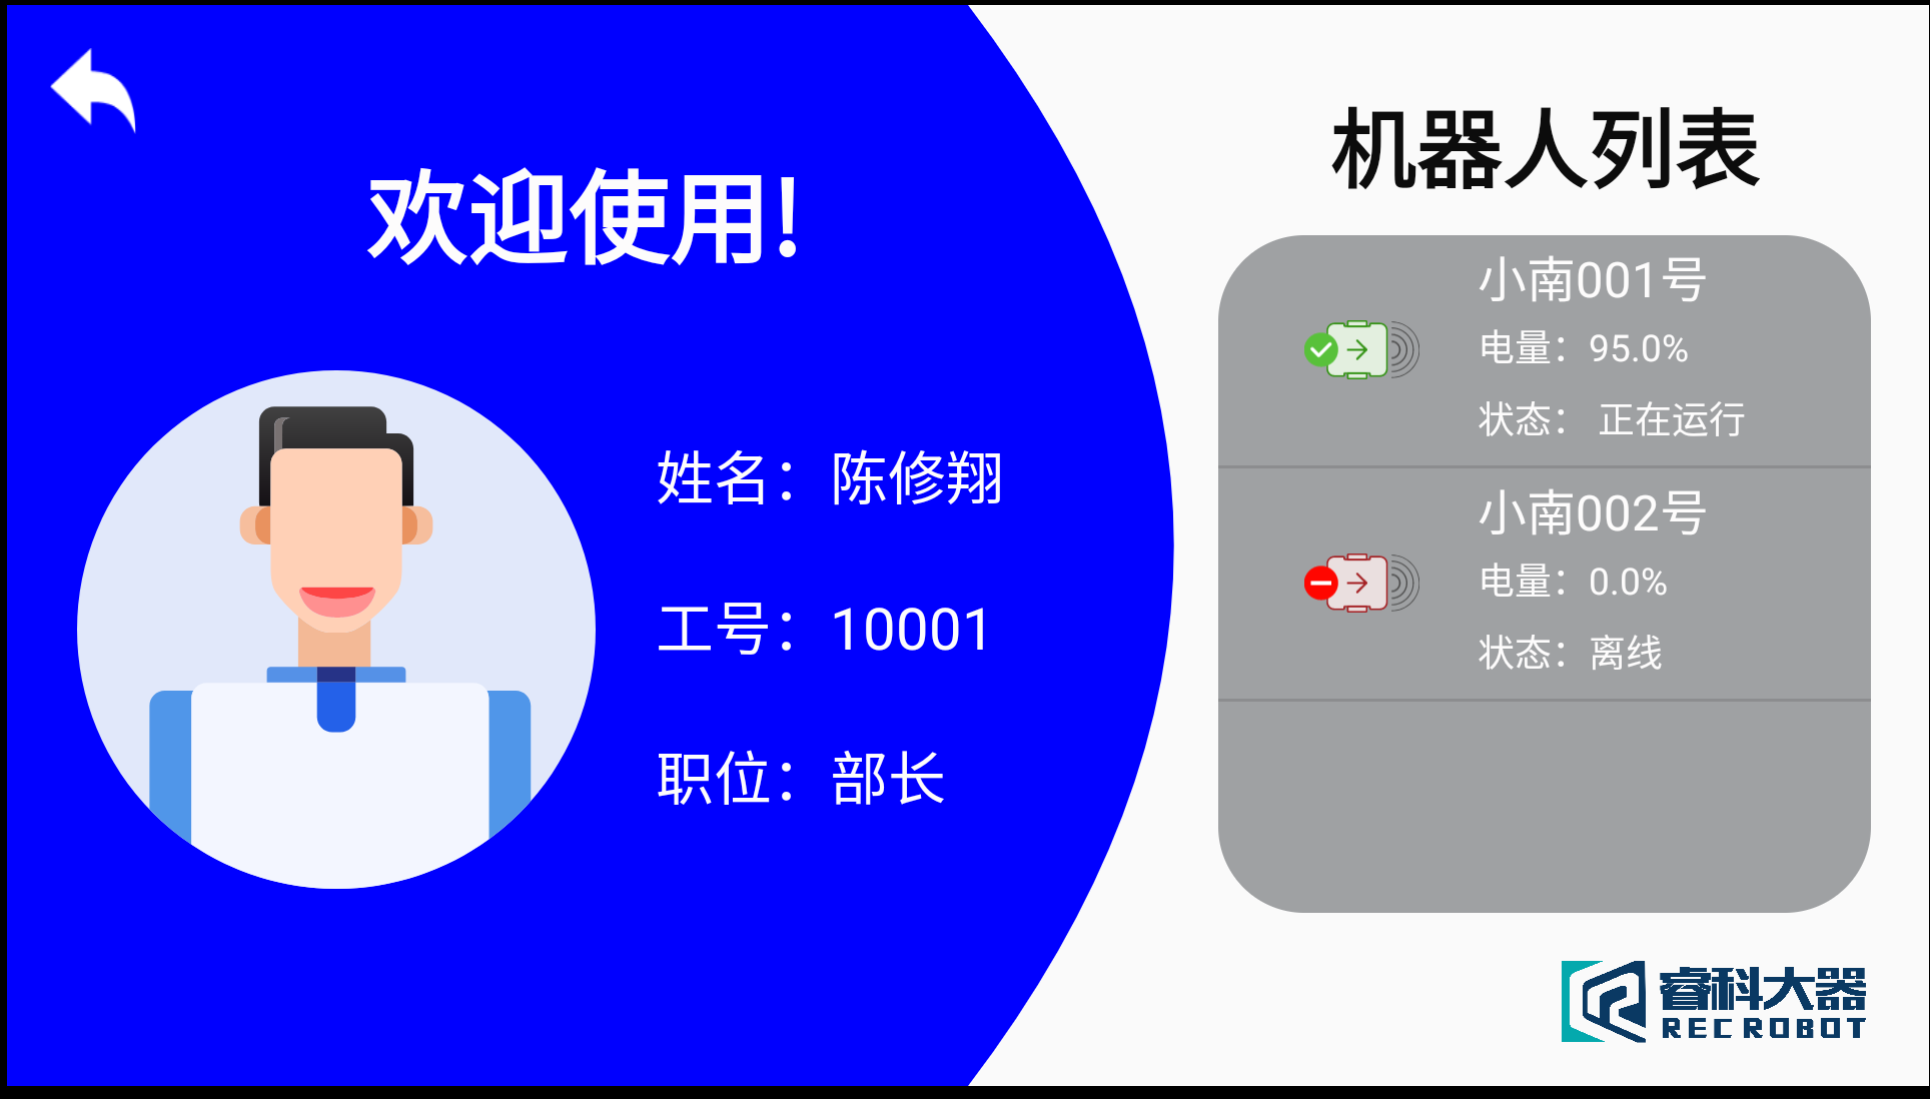 欢迎使用!
姓名：陈修翔
工号：10001
职位：部长
机器人列表
小南001号
电量：95.0%
状态： 正在运行
小南002号
电量：0.0%
状态：离线
睿科大器
REC ROBOT